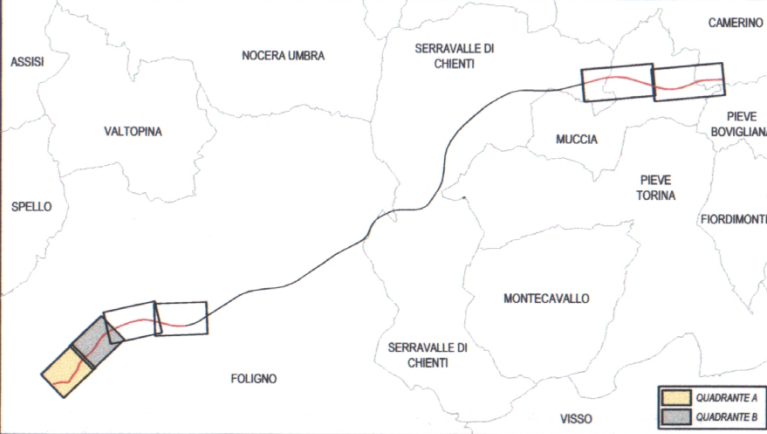 CAMERINO
NOCERA UMBRA
SERRAVALLE DI
CHIENTI
ASSISI
VALTOPINA
MUCCIA
PIEVE
BOVIGLIANA
PIEVE
TORINA
SPELLO
FIORDIMONTE
MONTECAVALLO
SERRAVALLE DI
CHIENTI
FOLIGNO
VISSO
QUADRANTE A
QUADRANTE B